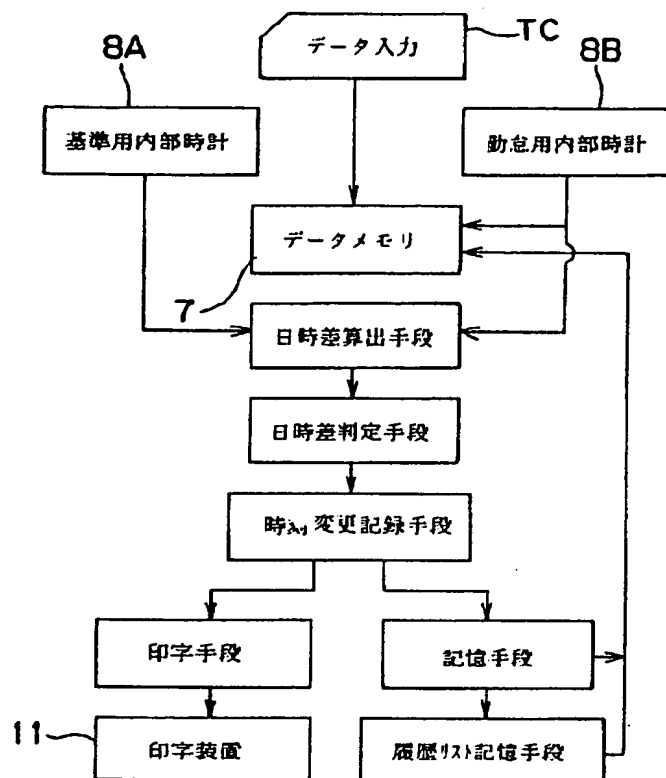 TC
データ入力
8A
8B
基準用内部時計
勤怠用内部時計
データメモリ
7
日時差算出手段
日時差判定手段
時刻変更記録手段
印字手段
記憶手段
11
印字装置
履歴リスト記憶手段